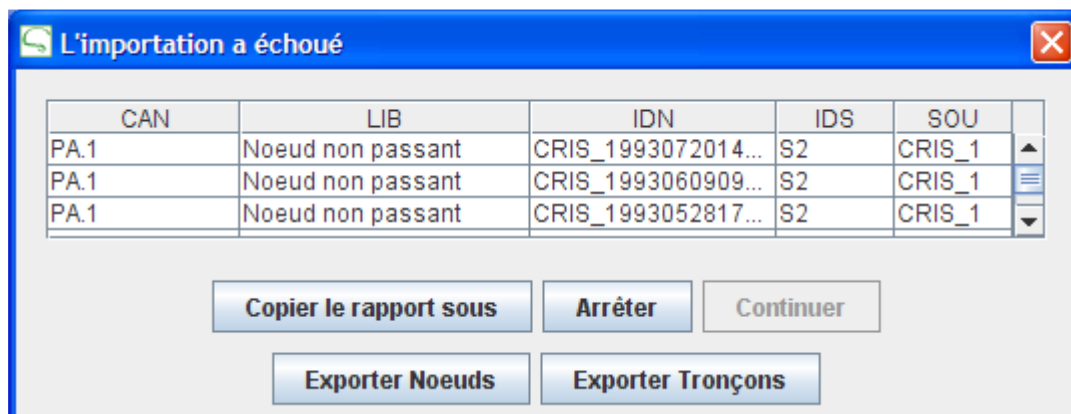 L'importation a échoué
CAN LIB IDN IDS SOU
PA.1 Noeud non passant CRIS_1993072014... S2 CRIS_1
PA.1 Noeud non passant CRIS_1993060909... S2 CRIS_1
PA.1 Noeud non passant CRIS_1993052817... S2 CRIS_1
Copier le rapport sous Arrêter Continuer
Exporter Noeuds Exporter Tronçons